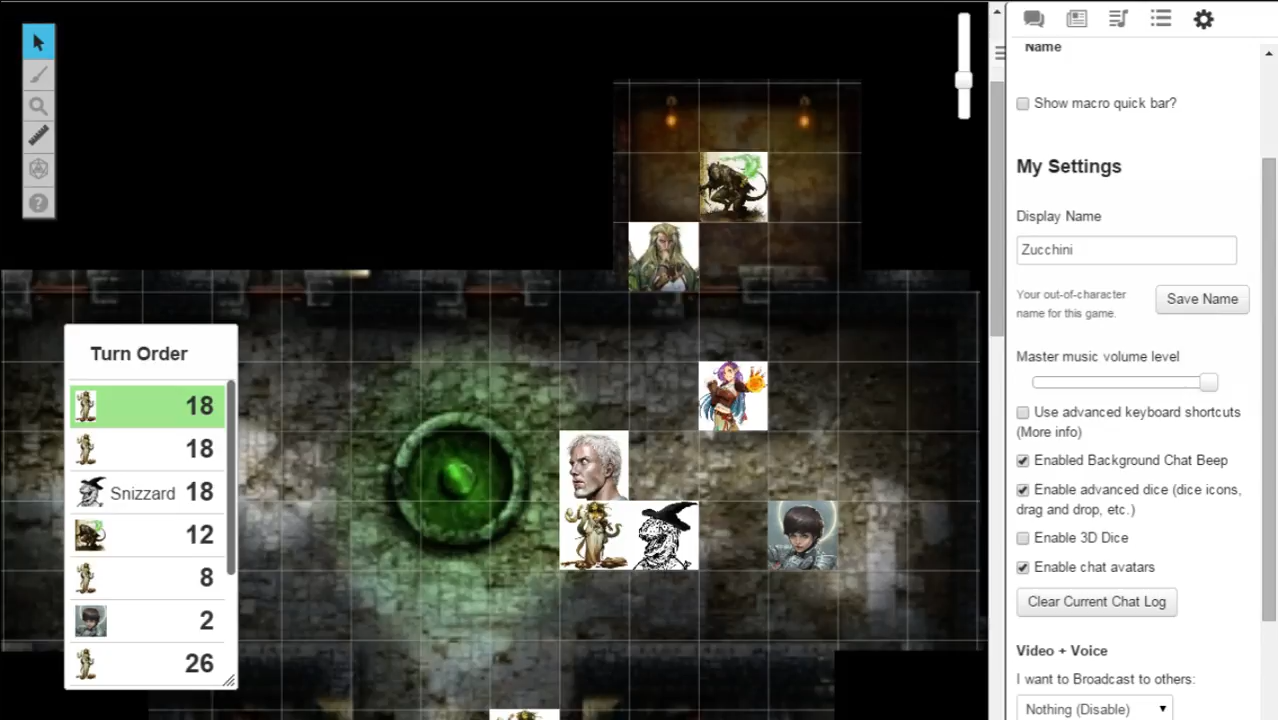 Name
Show macro quick bar?
My Settings
Display Name
Zucchini
Your out-of-character
name for this game.
Save Name
Master music volume level
Use advanced keyboard shortcuts
(More info)
Enabled Background Chat Beep
Enable advanced dice (dice icons,
drag and drop, etc.)
Enable 3D Dice
Enable chat avatars
Clear Current Chat Log
Video + Voice
I want to Broadcast to others:
Nothing (Disable)
Turn Order
18
18
Snizzard 18
12
8
2
26
?